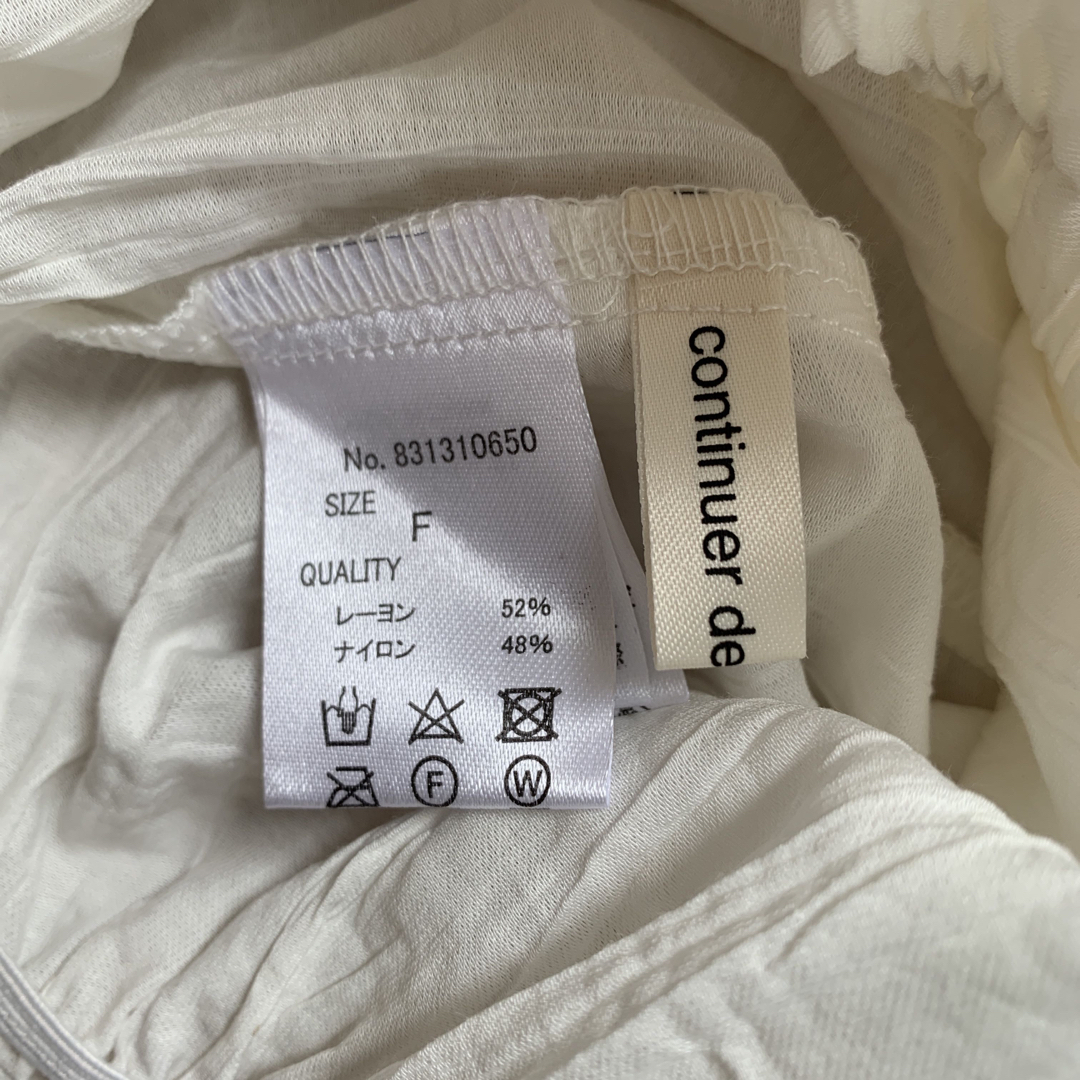 No. 831310650
SIZE
F
QUALITY
レーヨン 52%
ナイロン 48%
F
W
continuer de